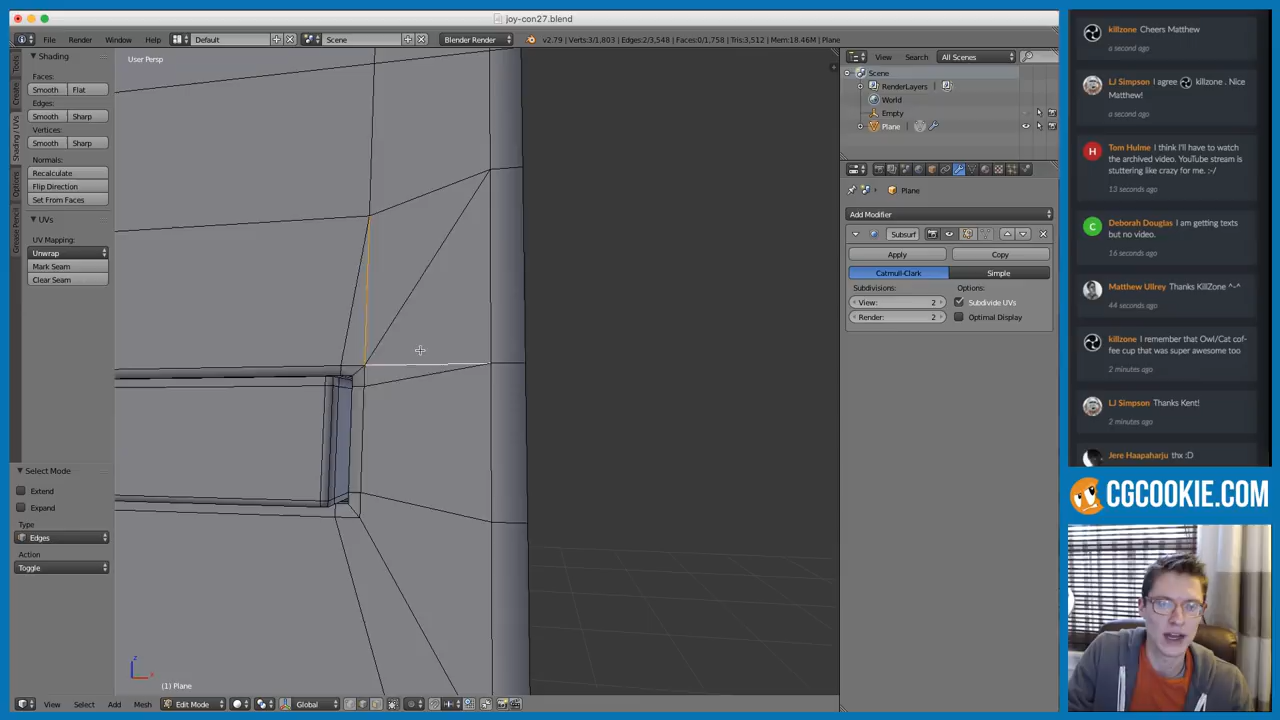 joy-con27.blend
File
Render
Window
Help
Default
Scene
Blender Render
v2.79 | Verts:3/1,803 | Edges:2/3,548 | Faces:0/1,758 | Tris:3,512 | Mem:18.46M | Plane
User Persp
Tools
Create
Shading / UVs
Options
Grease Pencil
Shading
Faces:
Smooth
Flat
Edges:
Smooth
Sharp
Vertices:
Smooth
Sharp
Normals:
Recalculate
Flip Direction
Set From Faces
UVs
UV Mapping:
Unwrap
Mark Seam
Clear Seam
Select Mode
Extend
Expand
Type
Edges
Action
Toggle
z
x
(1) Plane
View
Select
Add
Mesh
Edit Mode
Global
View
Search
All Scenes
Scene
RenderLayers
World
Empty
Plane
Plane
Add Modifier
Subsurf
Apply
Copy
Catmull-Clark
Simple
Subdivisions:
Options:
View: 2
Subdivide UVs
Render: 2
Optimal Display
killzone Cheers Matthew
a second ago
LJ Simpson I agree killzone . Nice
Matthew!
a second ago
H
Tom Hulme I think I'll have to watch
the archived video. YouTube stream is
stuttering like crazy for me. :-/
13 seconds ago
C
Deborah Douglas I am getting texts
but no video.
16 seconds ago
Matthew Ullrey Thanks KillZone ^-^
44 seconds ago
killzone I remember that Owl/Cat cof-
fee cup that was super awesome too
2 minutes ago
LJ Simpson Thanks Kent!
2 minutes ago
Jere Haapaharju thx :D
CGCOOKIE.COM